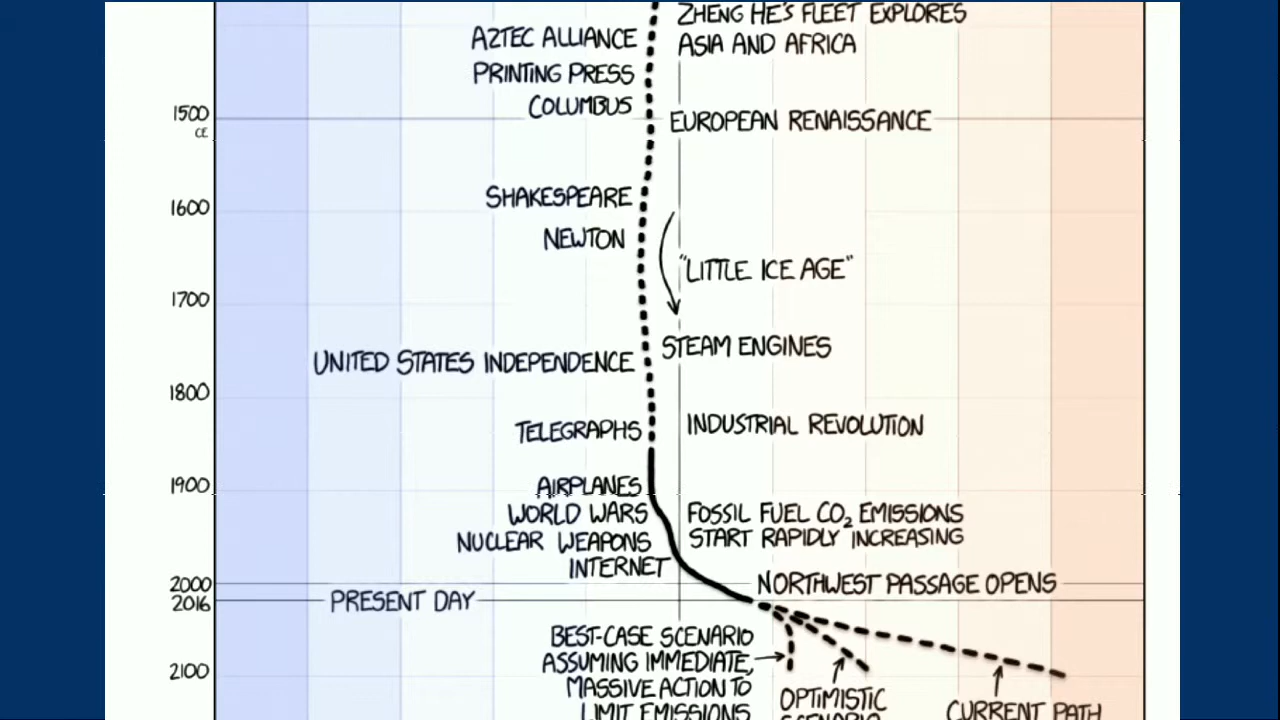 ZHENG HE'S FLEET EXPLORES
ASIA AND AFRICA
AZTEC ALLIANCE
PRINTING PRESS
COLUMBUS
1500
CE
EUROPEAN RENAISSANCE
SHAKESPEARE
1600
NEWTON
"LITTLE ICE AGE"
1700
STEAM ENGINES
UNITED STATES INDEPENDENCE
1800
TELEGRAPHS
INDUSTRIAL REVOLUTION
1900
AIRPLANES
WORLD WARS
NUCLEAR WEAPONS
INTERNET
FOSSIL FUEL CO₂ EMISSIONS
START RAPIDLY INCREASING
2000
NORTHWEST PASSAGE OPENS
2016
PRESENT DAY
BEST-CASE SCENARIO
ASSUMING IMMEDIATE,
MASSIVE ACTION TO
LIMIT EMISSIONS
2100
OPTIMISTIC
SCENARIO
CURRENT PATH